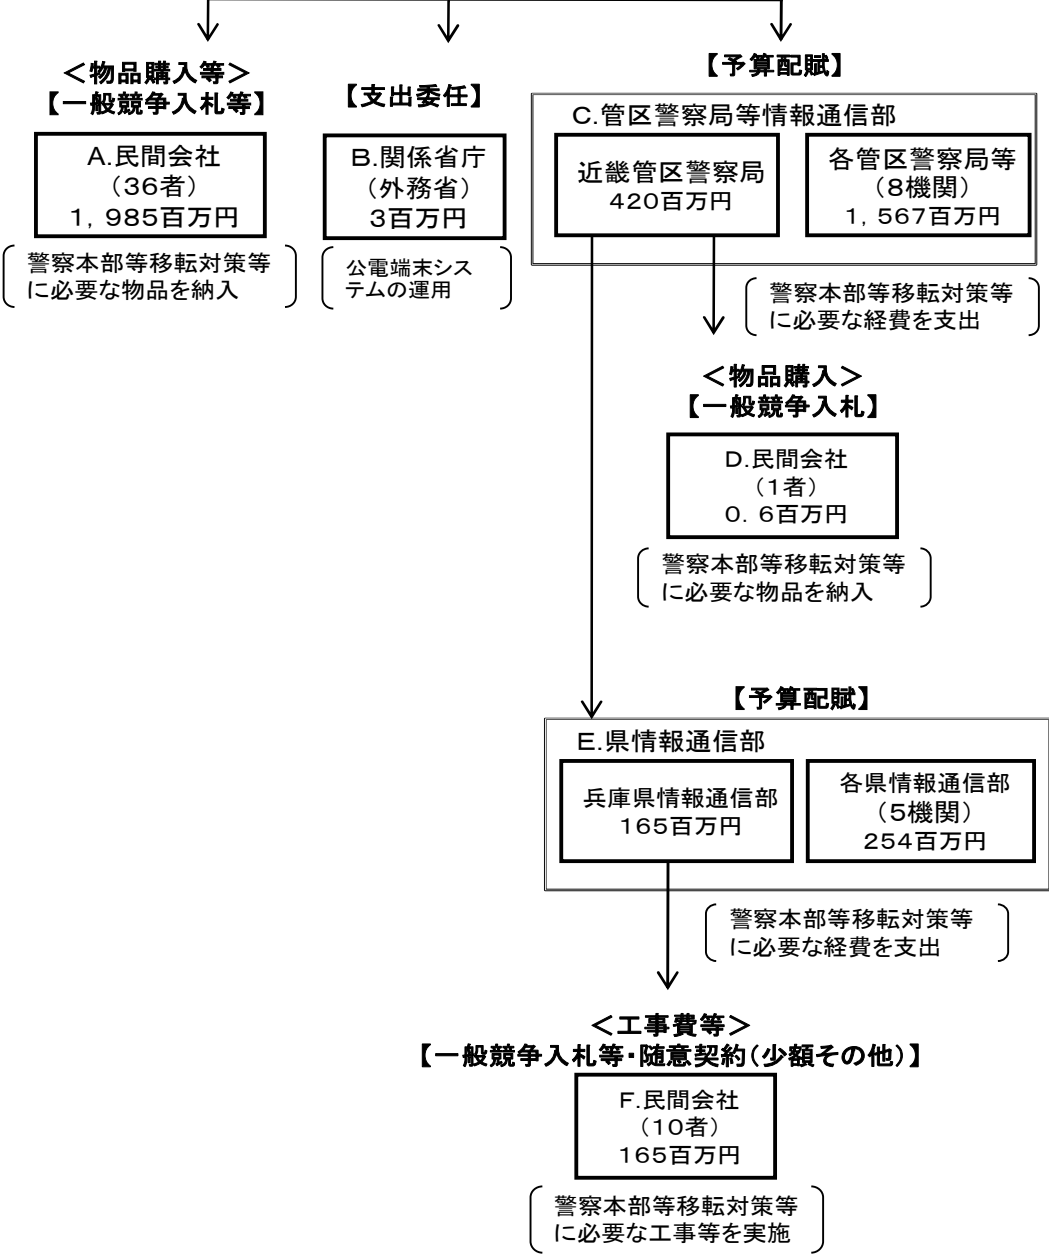 ＜物品購入等＞
【一般競争入札等】
A.民間会社
（36者）
1，985百万円
警察本部等移転対策等
に必要な物品を納入
【支出委任】
B.関係省庁
（外務省）
3百万円
公電端末シス
テムの運用
【予算配賦】
C.管区警察局等情報通信部
近畿管区警察局
420百万円
各管区警察局等
（8機関）
1，567百万円
警察本部等移転対策等
に必要な経費を支出
＜物品購入＞
【一般競争入札】
D.民間会社
（1者）
0．6百万円
警察本部等移転対策等
に必要な物品を納入
【予算配賦】
E.県情報通信部
兵庫県情報通信部
165百万円
各県情報通信部
（5機関）
254百万円
警察本部等移転対策等
に必要な経費を支出
＜工事費等＞
【一般競争入札等・随意契約（少額その他）】
F.民間会社
（10者）
165百万円
警察本部等移転対策等
に必要な工事等を実施